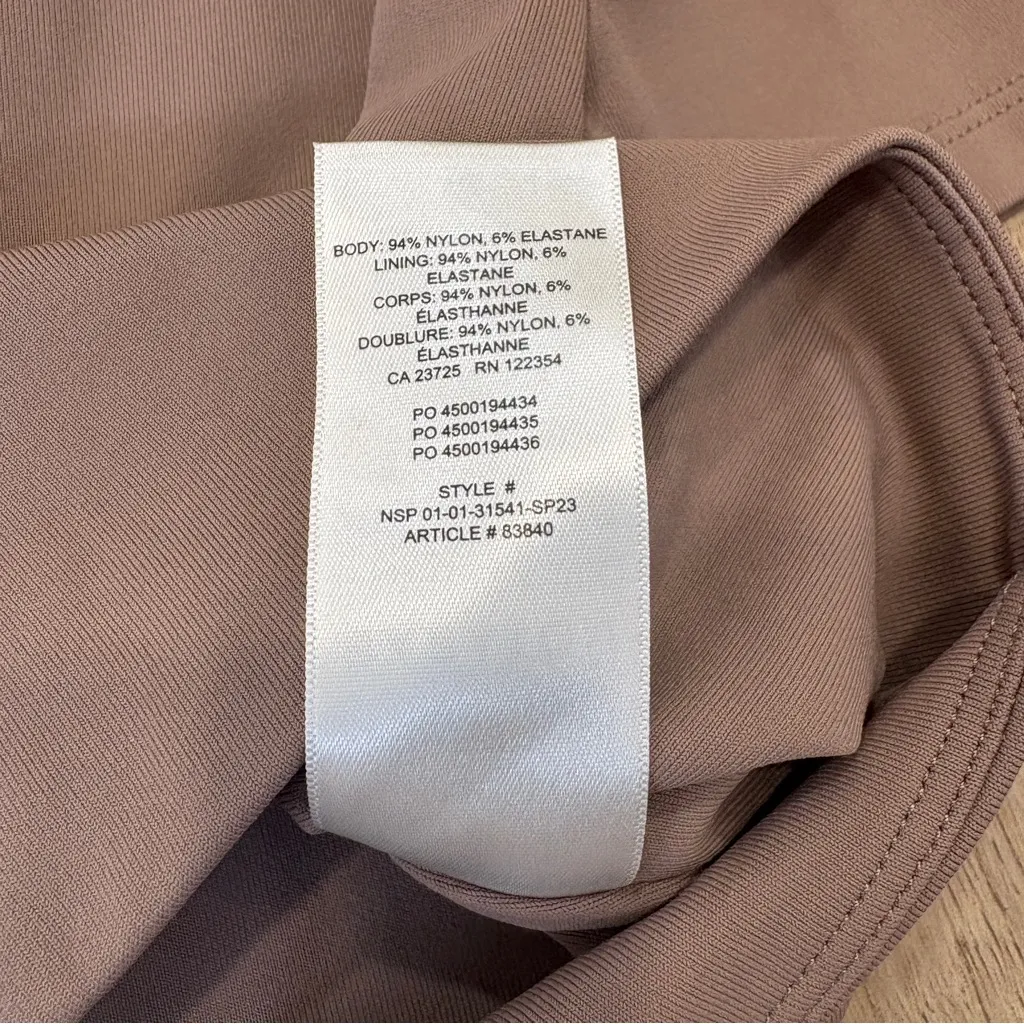 BODY: 94% NYLON, 6% ELASTANE
LINING: 94% NYLON, 6%
ELASTANE
CORPS: 94% NYLON, 6%
ÉLASTHANNE
DOUBLURE: 94% NYLON, 6%
ÉLASTHANNE
CA 23725 RN 122354
PO 4500194434
PO 4500194435
PO 4500194436
STYLE #
NSP 01-01-31541-SP23
ARTICLE # 83840